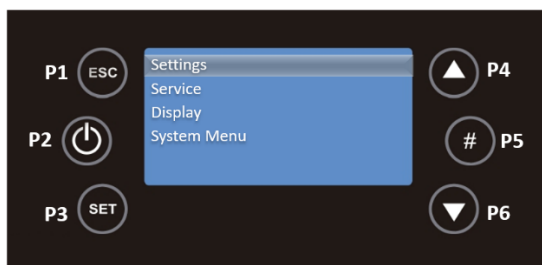 P1 ESC
Settings
P4
Service
Display
P2
System Menu
# P5
P3 SET
P6